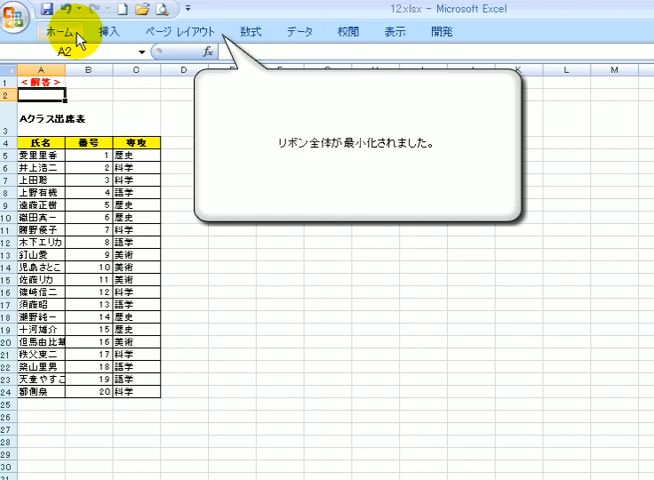 12.xlsx - Microsoft Excel
ホーム 挿入 ページ レイアウト 数式 データ 校閲 表示 開発
A2 fx
A B C D K L M
リボン全体が最小化されました。
1 <解答>
2
3 Aクラス出席表
4 氏名 番号 専攻
5 愛里里香 1 歴史
6 井上浩二 2 科学
7 上田聡 3 科学
8 上野有機 4 語学
9 遠藤正樹 5 歴史
10 織田真一 6 歴史
11 勝野優子 7 科学
12 木下エリカ 8 語学
13 釘山愛 9 美術
14 児島さとこ 10 美術
15 佐藤リカ 11 美術
16 篠崎信二 12 科学
17 須藤昭 13 語学
18 瀬野純一 14 歴史
19 十河雄介 15 歴史
20 但馬由比華 16 美術
21 秩父東二 17 科学
22 築山里男 18 語学
23 天童やすこ 19 語学
24 都側泉 20 科学
25
26
27
28
29
30
31